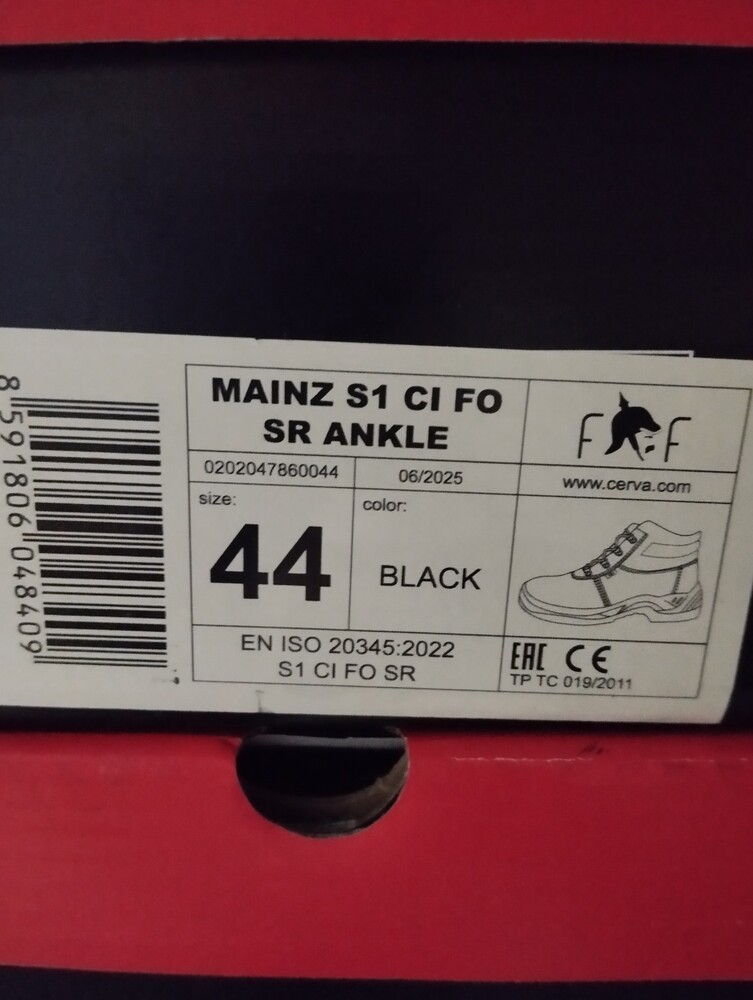 8 591806 048409
MAINZ S1 CI FO
SR ANKLE
F F
0202047860044
06/2025
www.cerva.com
size:
44
color:
BLACK
EN ISO 20345:2022
S1 CI FO SR
EAC CE
TP TC 019/2011